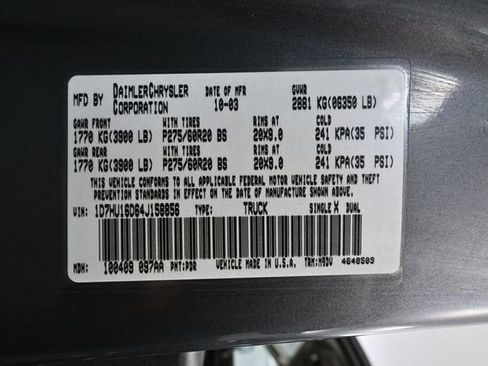 MFD BY DAIMLERCHRYSLER CORPORATION DATE OF MFR 10-03 GVWR 2881 KG(06350 LB)
GAWR FRONT WITH TIRES RIMS AT COLD
1770 KG(3900 LB) P275/60R20 BS 20X9.0 241 KPA(35 PSI)
GAWR REAR WITH TIRES RIMS AT COLD
1770 KG(3900 LB) P275/60R20 BS 20X9.0 241 KPA(35 PSI)
THIS VEHICLE CONFORMS TO ALL APPLICABLE FEDERAL MOTOR VEHICLE SAFETY AND
THEFT PREVENTION STANDARDS IN EFFECT ON THE DATE OF MANUFACTURE SHOWN ABOVE.
VIN: 1D7HU16D64J158956 TYPE: TRUCK SINGLE X DUAL
MDH: 100409 097AA PNT:PDR VEHICLE MADE IN U.S.A. TRM:M9DV 4648503